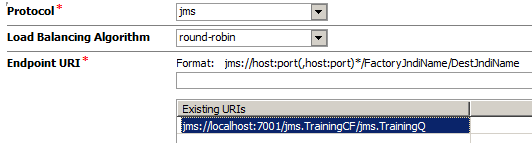 Protocol* jms
Load Balancing Algorithm round-robin
Endpoint URI* Format: jms://host:port(,host:port)*/FactoryJndiName/DestJndiName
Existing URIs
jms://localhost:7001/jms.TrainingCF/jms.TrainingQ